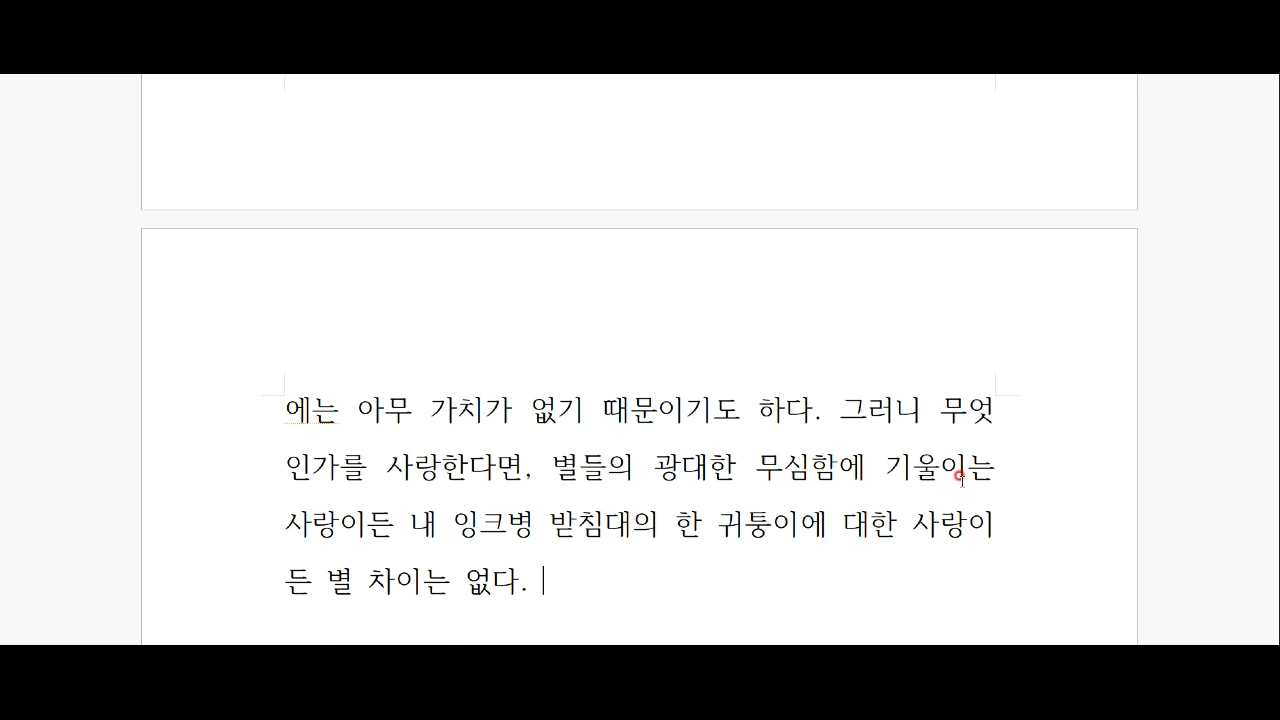 에는 아무 가치가 없기 때문이기도 하다. 그러니 무엇
인가를 사랑한다면, 별들의 광대한 무심함에 기울이는
사랑이든 내 잉크병 받침대의 한 귀퉁이에 대한 사랑이
든 별 차이는 없다.